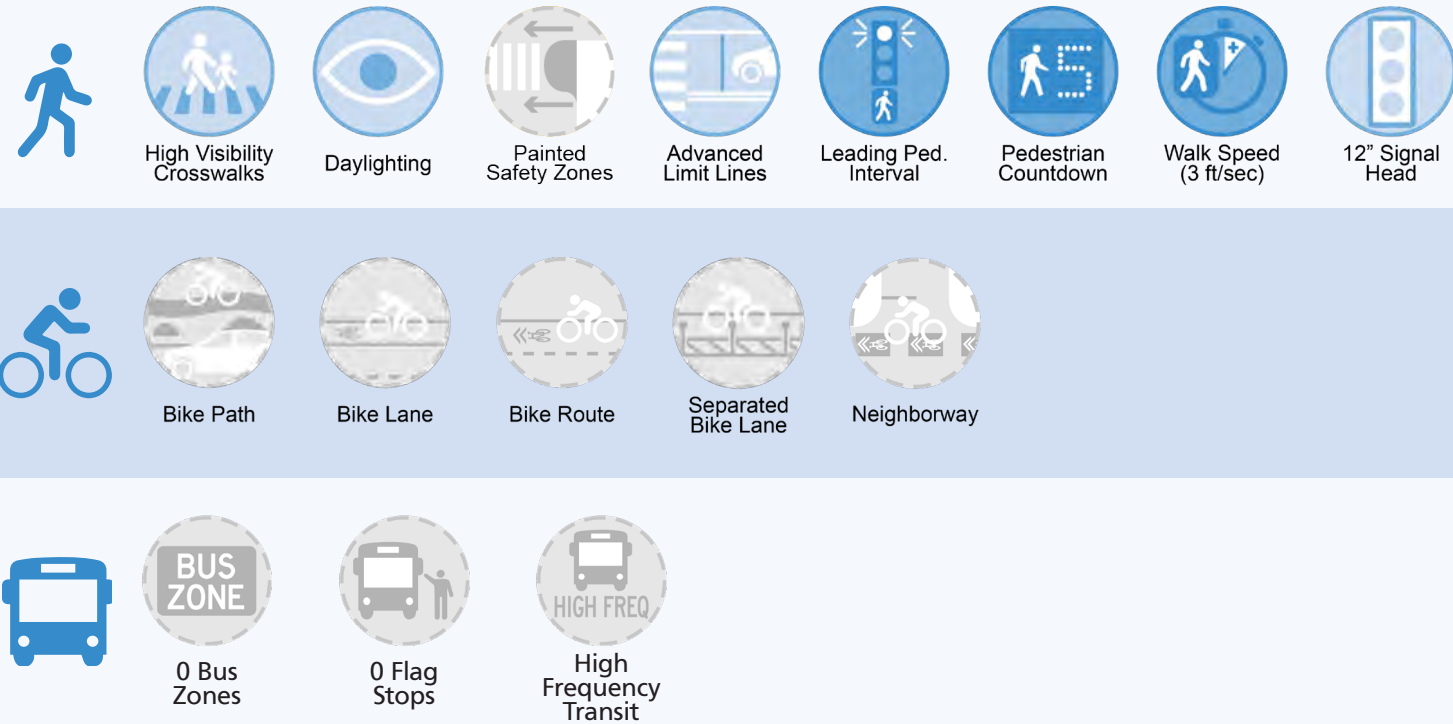 5
High Visibility
Crosswalks
Daylighting
Painted
Safety Zones
Advanced
Limit Lines
Leading Ped.
Interval
Pedestrian
Countdown
Walk Speed
(3 ft/sec)
12” Signal
Head
Bike Path
Bike Lane
Bike Route
Separated
Bike Lane
Neighborway
BUS
ZONE
HIGH FREQ
0 Bus
Zones
0 Flag
Stops
High
Frequency
Transit